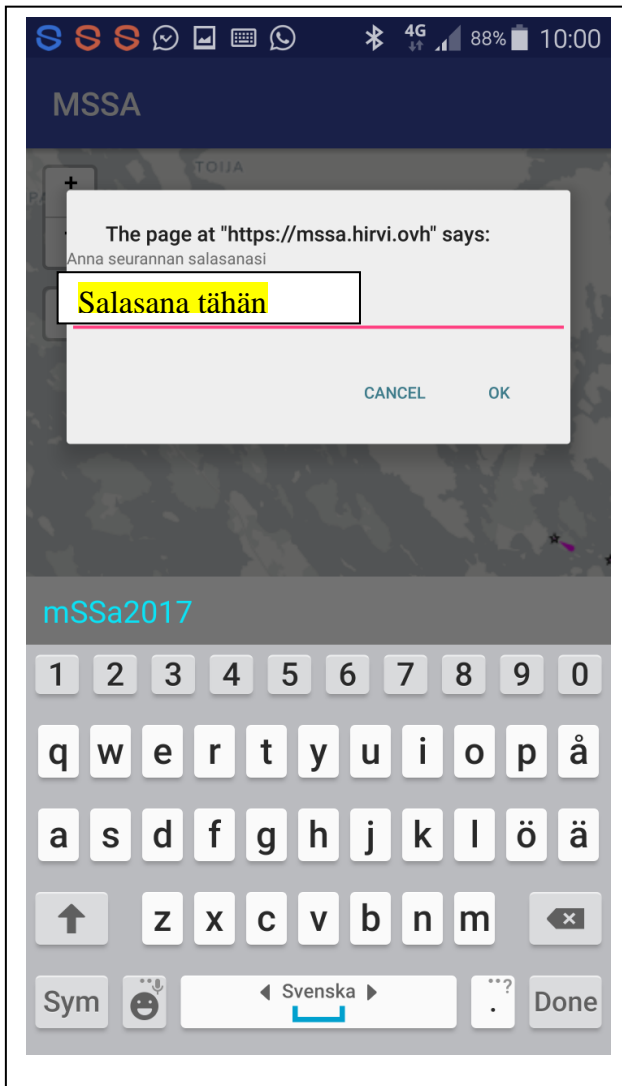 4G 88% 10:00
MSSA
TOIJA
+
The page at "https://mssa.hirvi.ovh" says:
Anna seurannan salasanasi
Salasana tähän
CANCEL OK
mSSa2017
1 2 3 4 5 6 7 8 9 0
q w e r t y u i o p å
a s d f g h j k l ö ä
z x c v b n m
Sym Svenska . ? Done